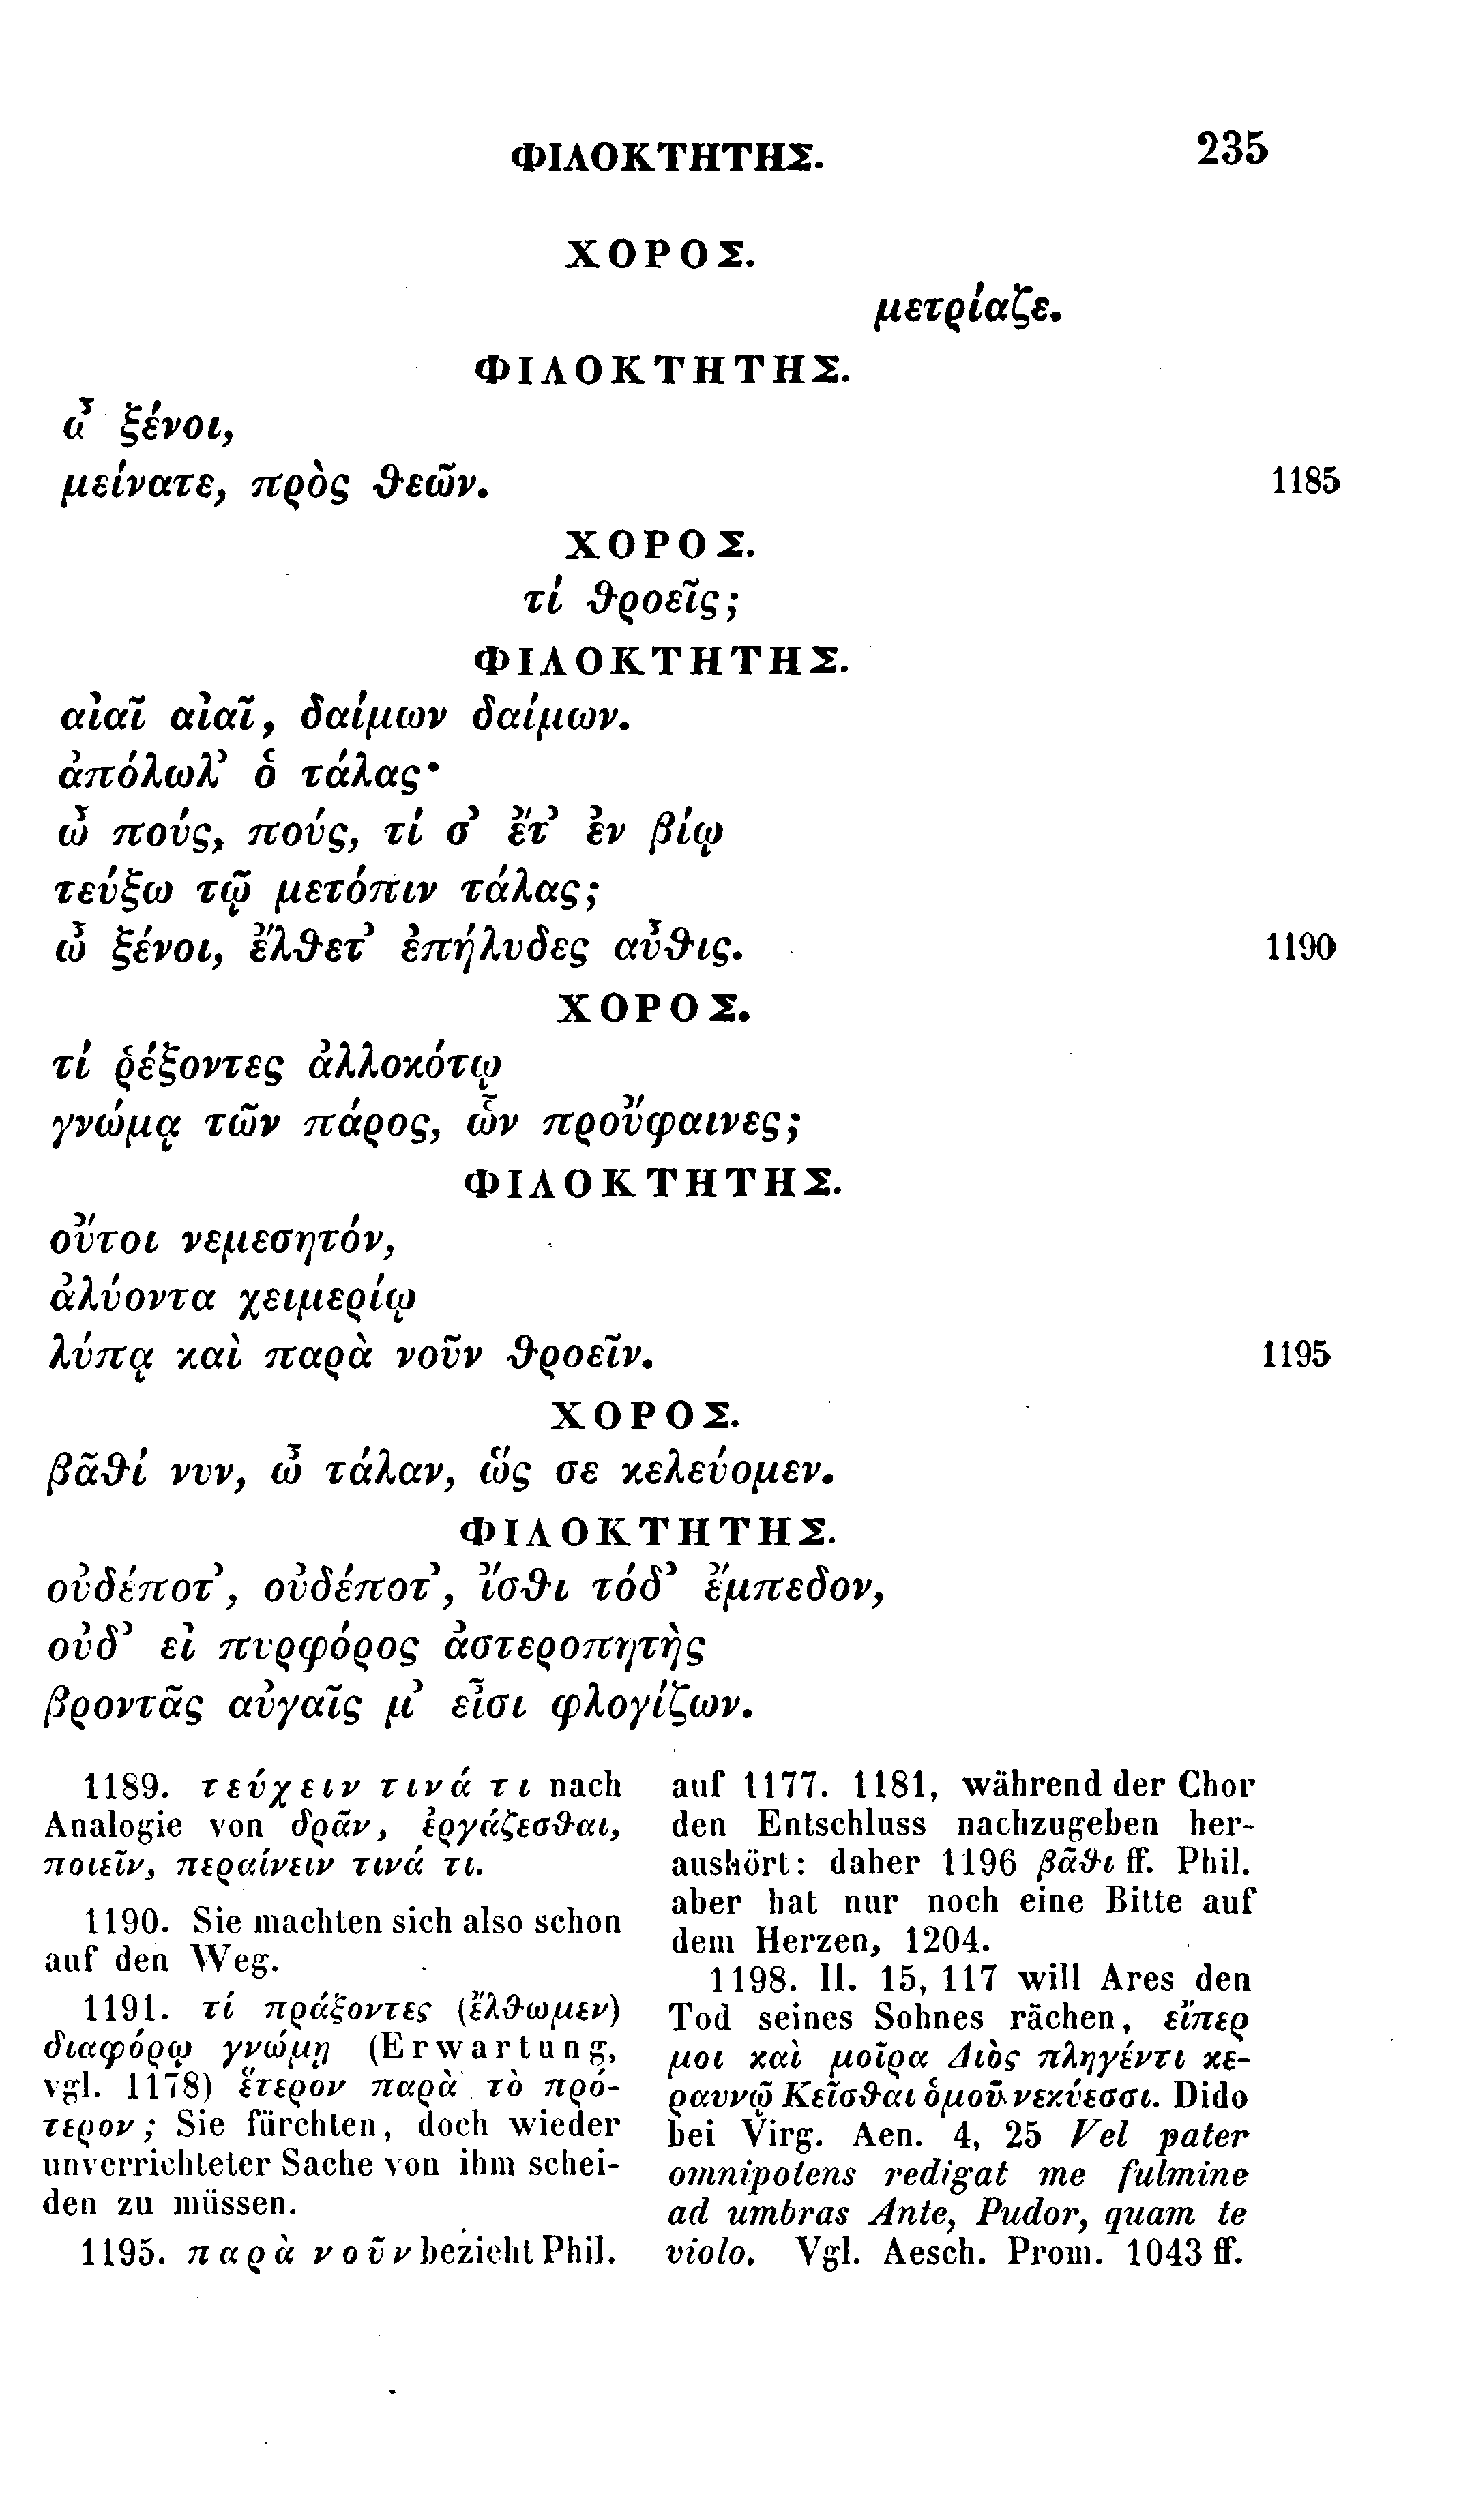 ΦΙΛΟΚΤΗΤΗΣ. 235
ΧΟΡΟΣ.
μετρίαζε.
ΦΙΛΟΚΤΗΤΗΣ.
ὦ ξένοι,
μείνατε, πρὸς ϑεῶν. 1185
ΧΟΡΟΣ.
τί ϑροεῖς;
ΦΙΛΟΚΤΗΤΗΣ.
αἰαῖ αἰαῖ, δαίμων δαίμων.
ἀπόλωλ’ ὁ τάλας·
ὦ πούς, πούς, τί σ’ ἔτ’ ἐν βίῳ
τεύξω τῷ μετόπιν τάλας;
ὦ ξένοι, ἔλϑετ’ ἐπήλυδες αὖϑις. 1190
ΧΟΡΟΣ.
τί ῥέξοντες ἀλλοκότῳ
γνώμᾳ τῶν πάρος, ὧν προὔφαινες;
ΦΙΛΟΚΤΗΤΗΣ.
οὔτοι νεμεσητόν,
ἀλύοντα χειμερίῳ
λύπᾳ καὶ παρὰ νοῦν ϑροεῖν. 1195
ΧΟΡΟΣ.
βᾶϑί νυν, ὦ τάλαν, ὥς σε κελεύομεν.
ΦΙΛΟΚΤΗΤΗΣ.
οὐδέποτ’, οὐδέποτ’, ἴσϑι τόδ’ ἔμπεδον,
οὐδ’ εἰ πυρφόρος ἀστεροπητὴς
βροντᾶς αὐγαῖς μ’ εἶσι φλογίζων.
1189. τεύχειν τινά τι nach
Analogie von δρᾶν, ἐργάζεσϑαι,
ποιεῖν, περαίνειν τινά τι.
1190. Sie machten sich also schon
auf den Weg.
1191. τί πράξοντες (ἔλϑωμεν)
διαφόρῳ γνώμῃ (Erwartung,
vgl. 1178) ἕτερον παρὰ τὸ πρό-
τερον; Sie fürchten, doch wieder
unverrichteter Sache von ihm schei-
den zu müssen.
1195. παρὰ νοῦν bezieht Phil.
auf 1177. 1181, während der Chor
den Entschluss nachzugeben her-
aushört: daher 1196 βᾶϑι ff. Phil.
aber hat nur noch eine Bitte auf
dem Herzen, 1204.
1198. Il. 15, 117 will Ares den
Tod seines Sohnes rächen, εἴπερ
μοι καὶ μοῖρα Διὸς πληγέντι κε-
ραυνῷ Κεῖσϑαι ὁμοῦ νεκύεσσι. Dido
bei Virg. Aen. 4, 25 Vel pater
omnipotens redigat me fulmine
ad umbras Ante, Pudor, quam te
violo. Vgl. Aesch. Prom. 1043 ff.